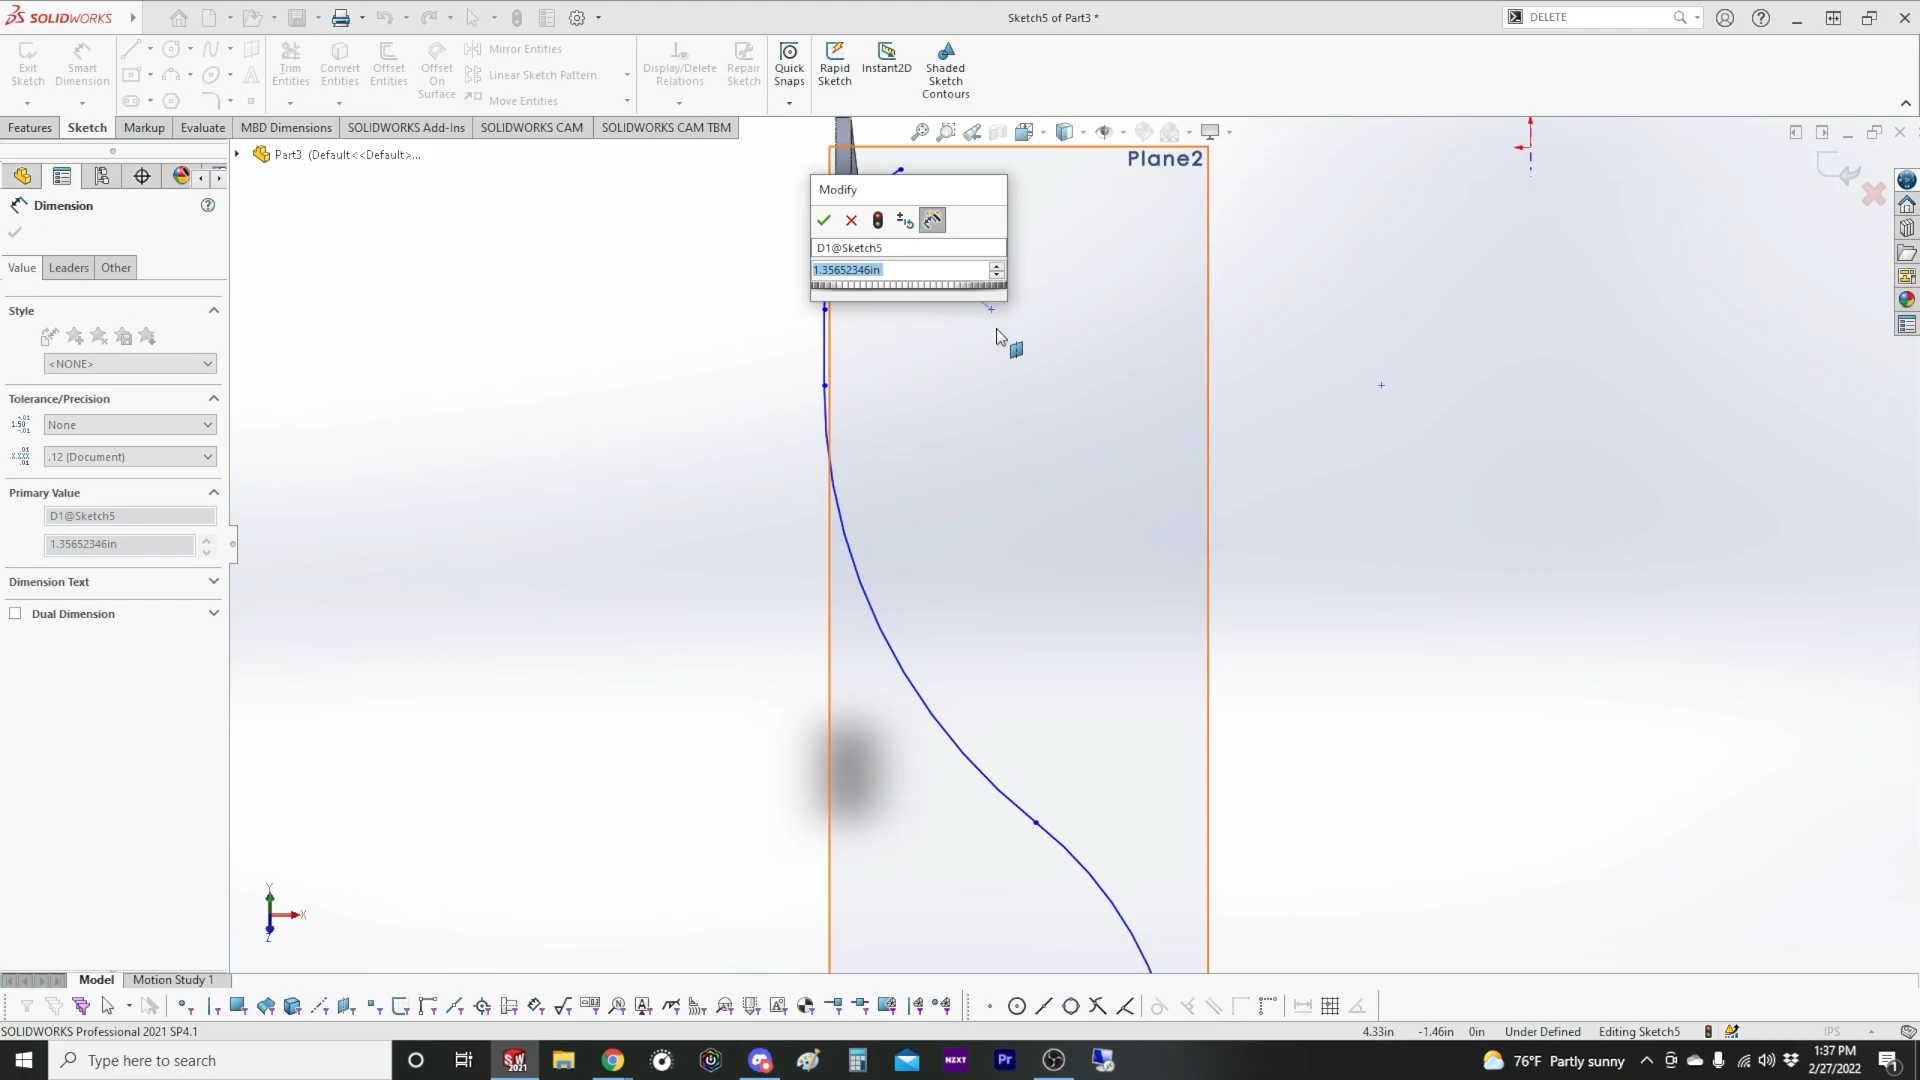 SOLIDWORKS
Sketch5 of Part3 *
DELETE
Exit Sketch
Smart Dimension
Trim Entities
Convert Entities
Offset Entities
Offset On Surface
Mirror Entities
Linear Sketch Pattern
Move Entities
Display/Delete Relations
Repair Sketch
Quick Snaps
Rapid Sketch
Instant2D
Shaded Sketch Contours
Features
Sketch
Markup
Evaluate
MBD Dimensions
SOLIDWORKS Add-Ins
SOLIDWORKS CAM
SOLIDWORKS CAM TBM
Part3 (Default<<Default>...
Plane2
Dimension
Value
Leaders
Other
Style
<NONE>
Tolerance/Precision
None
.12 (Document)
Primary Value
D1@Sketch5
1.35652346in
Dimension Text
Dual Dimension
Modify
D1@Sketch5
1.35652346in
Y
X
Z
Model
Motion Study 1
SOLIDWORKS Professional 2021 SP4.1
4.33in
-1.46in
0in
Under Defined
Editing Sketch5
IPS
Type here to search
SW
2021
NZXT
Pr
76°F Partly sunny
1:37 PM
2/27/2022
1